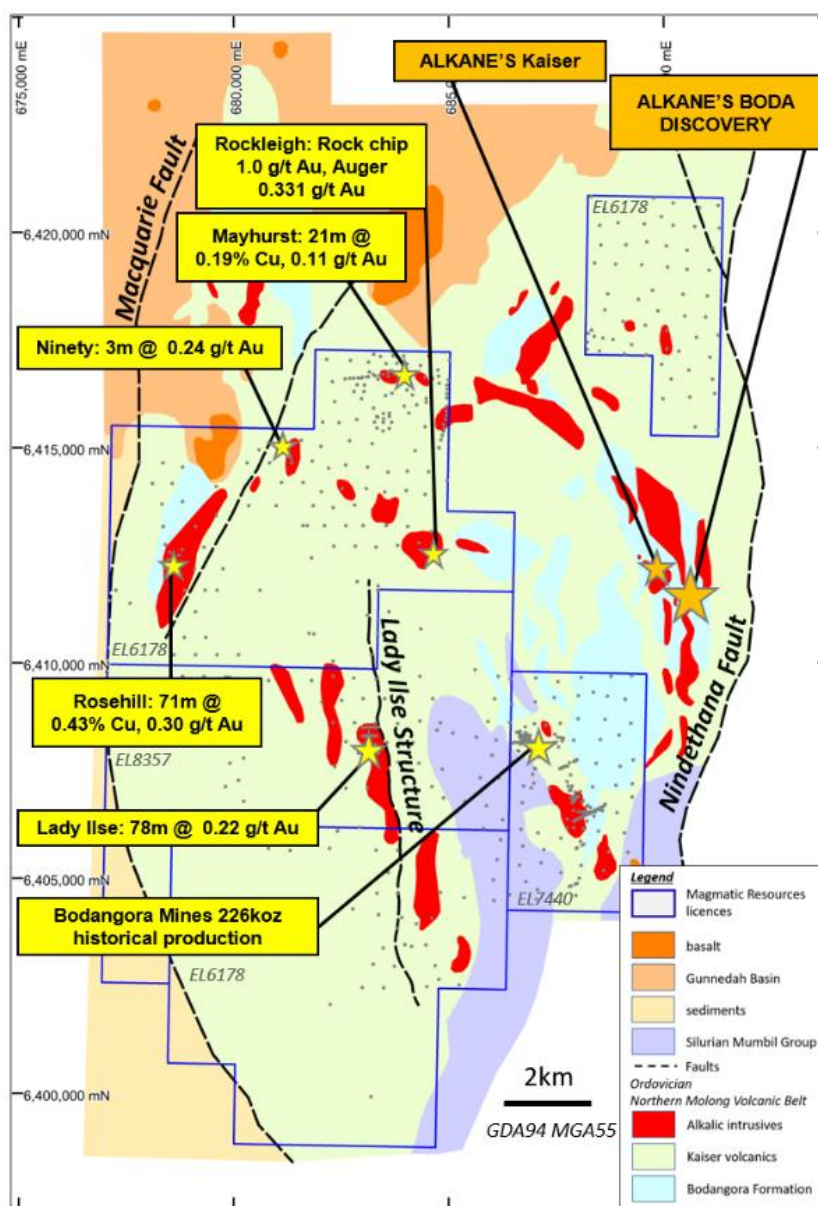 675,000 mE
680,000 mE
685,0
00 mE
ALKANE'S Kaiser
ALKANE'S BODA
DISCOVERY
Rockleigh: Rock chip
1.0 g/t Au, Auger
0.331 g/t Au
Macquarie Fault
EL6178
6,420,000 mN
Mayhurst: 21m @
0.19% Cu, 0.11 g/t Au
Ninety: 3m @ 0.24 g/t Au
6,415,000 mN
EL6178
6,410,000 mN
Lady Ilse Structure
Nindethana Fault
Rosehill: 71m @
0.43% Cu, 0.30 g/t Au
EL8357
Lady Ilse: 78m @ 0.22 g/t Au
6,405,000 mN
EL7440
Bodangora Mines 226koz
historical production
EL6178
6,400,000 mN
2km
GDA94 MGA55
Legend
Magmatic Resources
licences
basalt
Gunnedah Basin
sediments
Silurian Mumbil Group
Faults
Ordovician
Northern Molong Volcanic Belt
Alkalic intrusives
Kaiser volcanics
Bodangora Formation